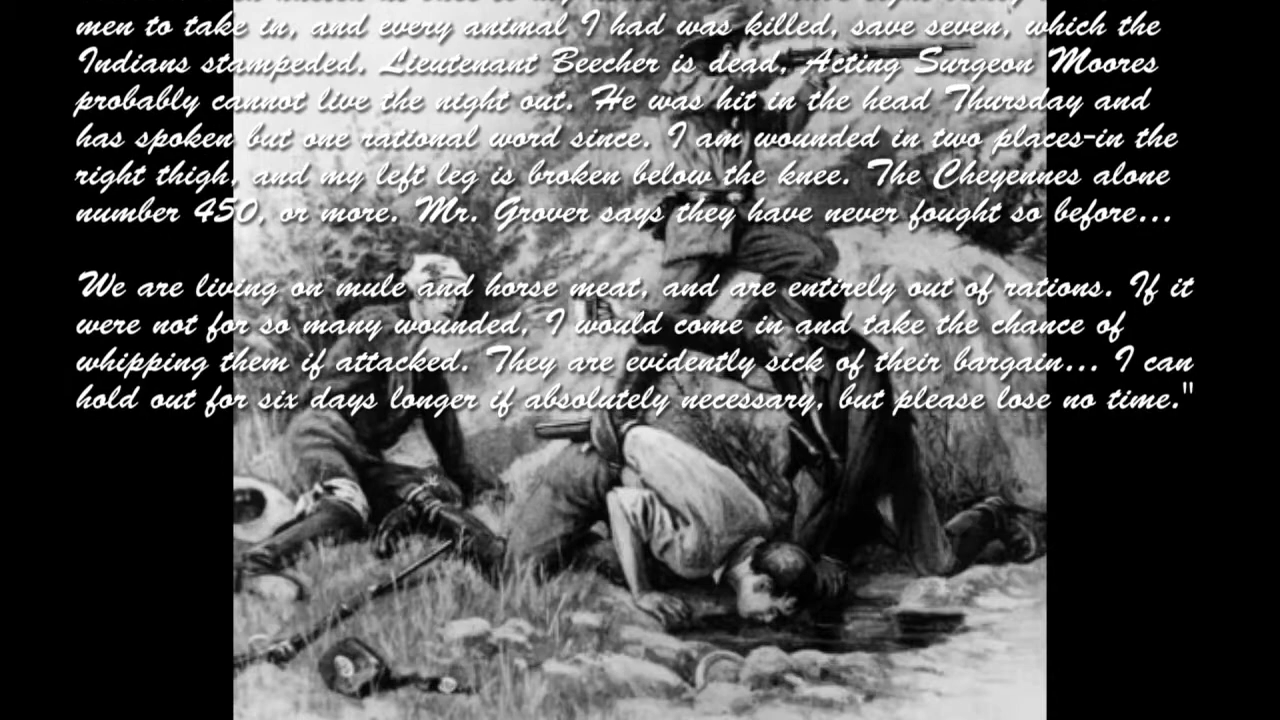 men to take in, and every animal I had was killed, save seven, which the
Indians stampeded. Lieutenant Beecher is dead, Acting Surgeon Moores
probably cannot live the night out. He was hit in the head Thursday and
has spoken but one rational word since. I am wounded in two places-in the
right thigh, and my left leg is broken below the knee. The Cheyennes alone
number 450, or more. Mr. Grover says they have never fought so before...
We are living on mule and horse meat, and are entirely out of rations. If it
were not for so many wounded, I would come in and take the chance of
whipping them if attacked. They are evidently sick of their bargain... I can
hold out for six days longer if absolutely necessary, but please lose no time."